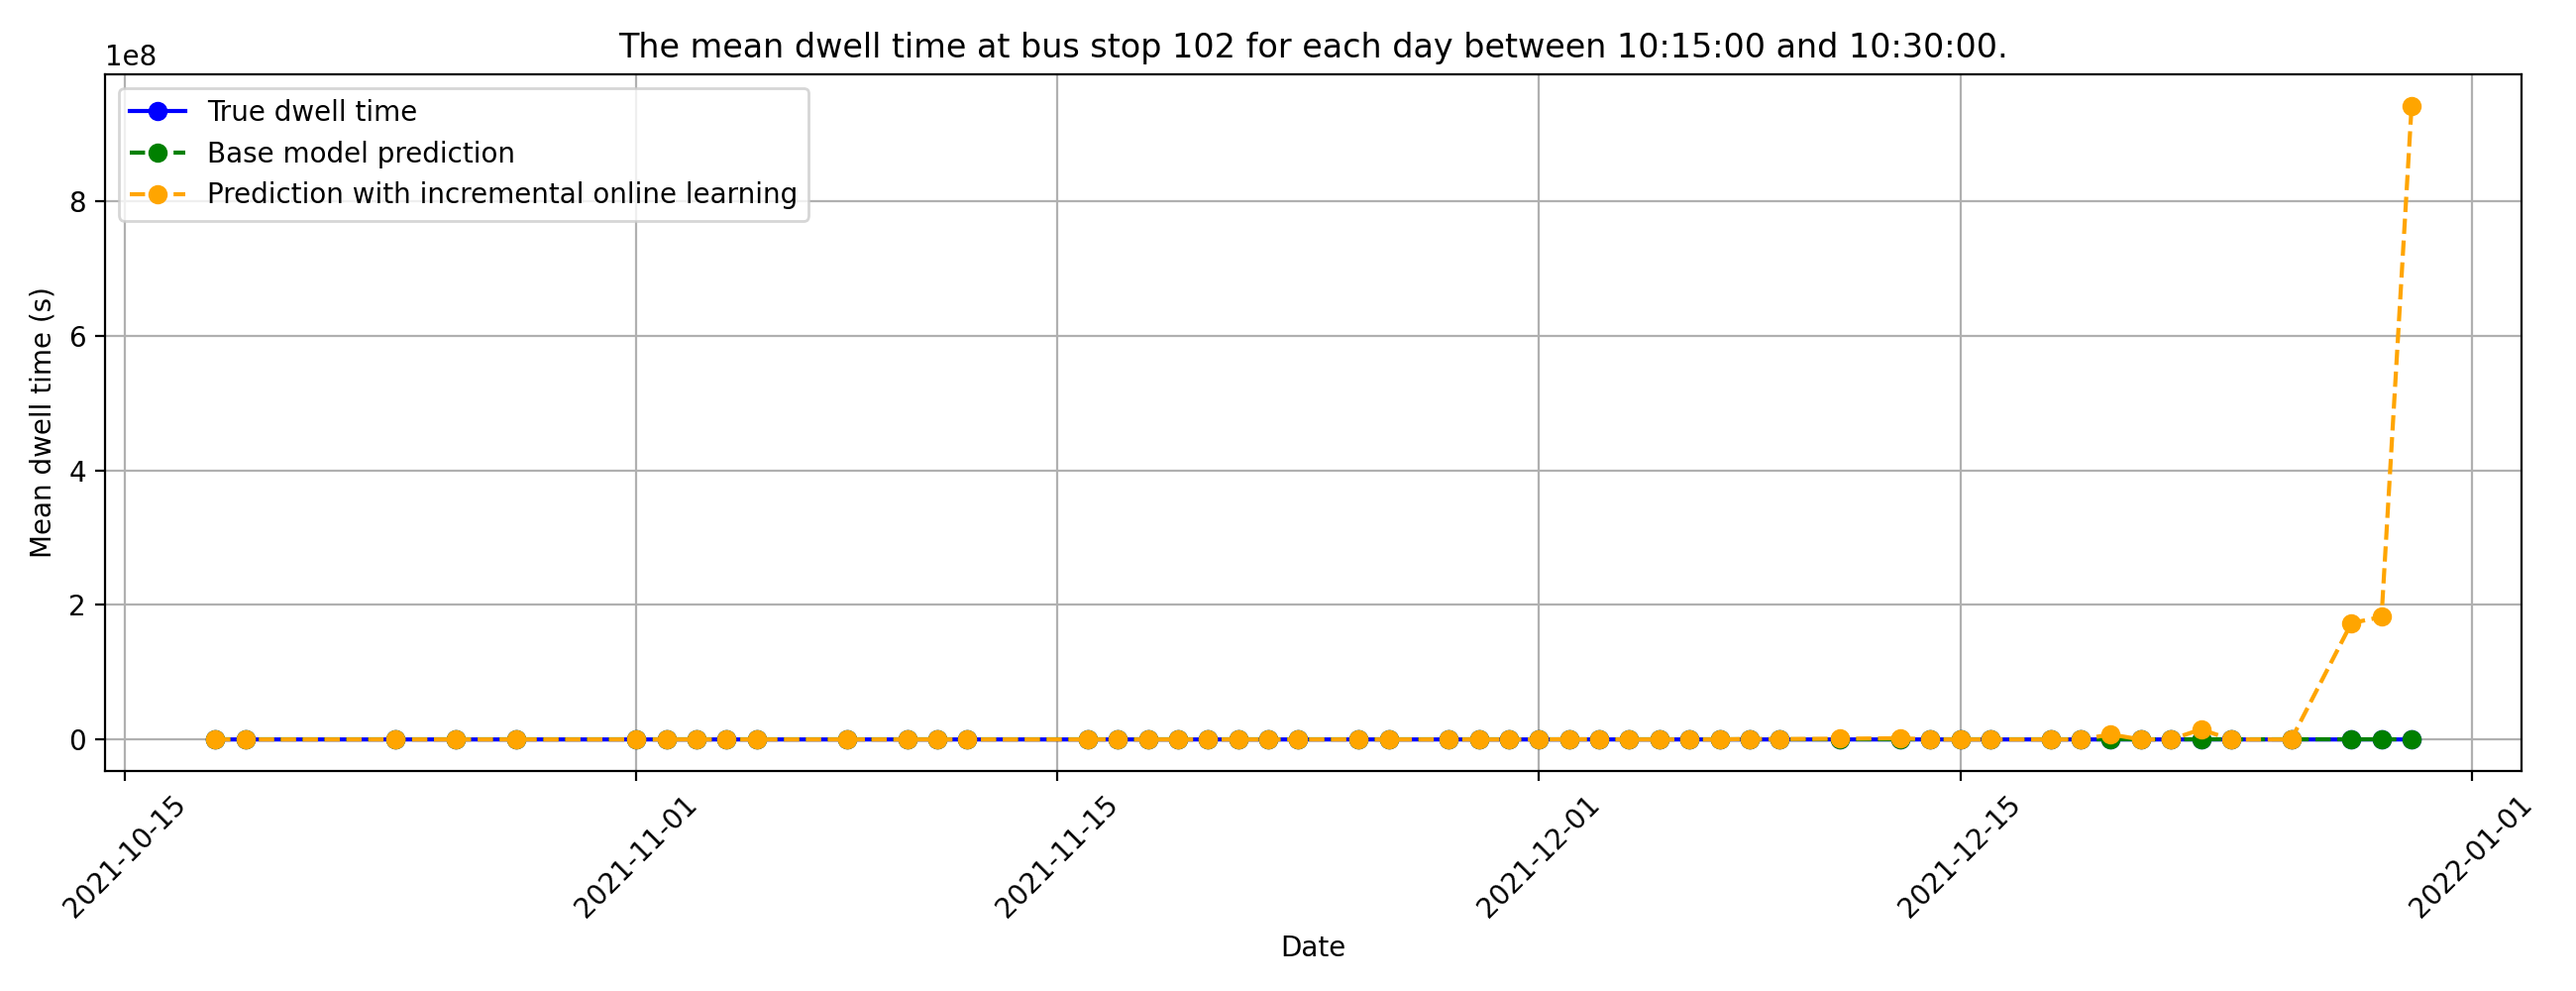 The mean dwell time at bus stop 102 for each day between 10:15:00 and 10:30:00.
1e8
True dwell time
Base model prediction
Prediction with incremental online learning
8
6
4
2
0
Mean dwell time (s)
2021-10-15
2021-11-01
2021-11-15
2021-12-01
2021-12-15
2022-01-01
Date